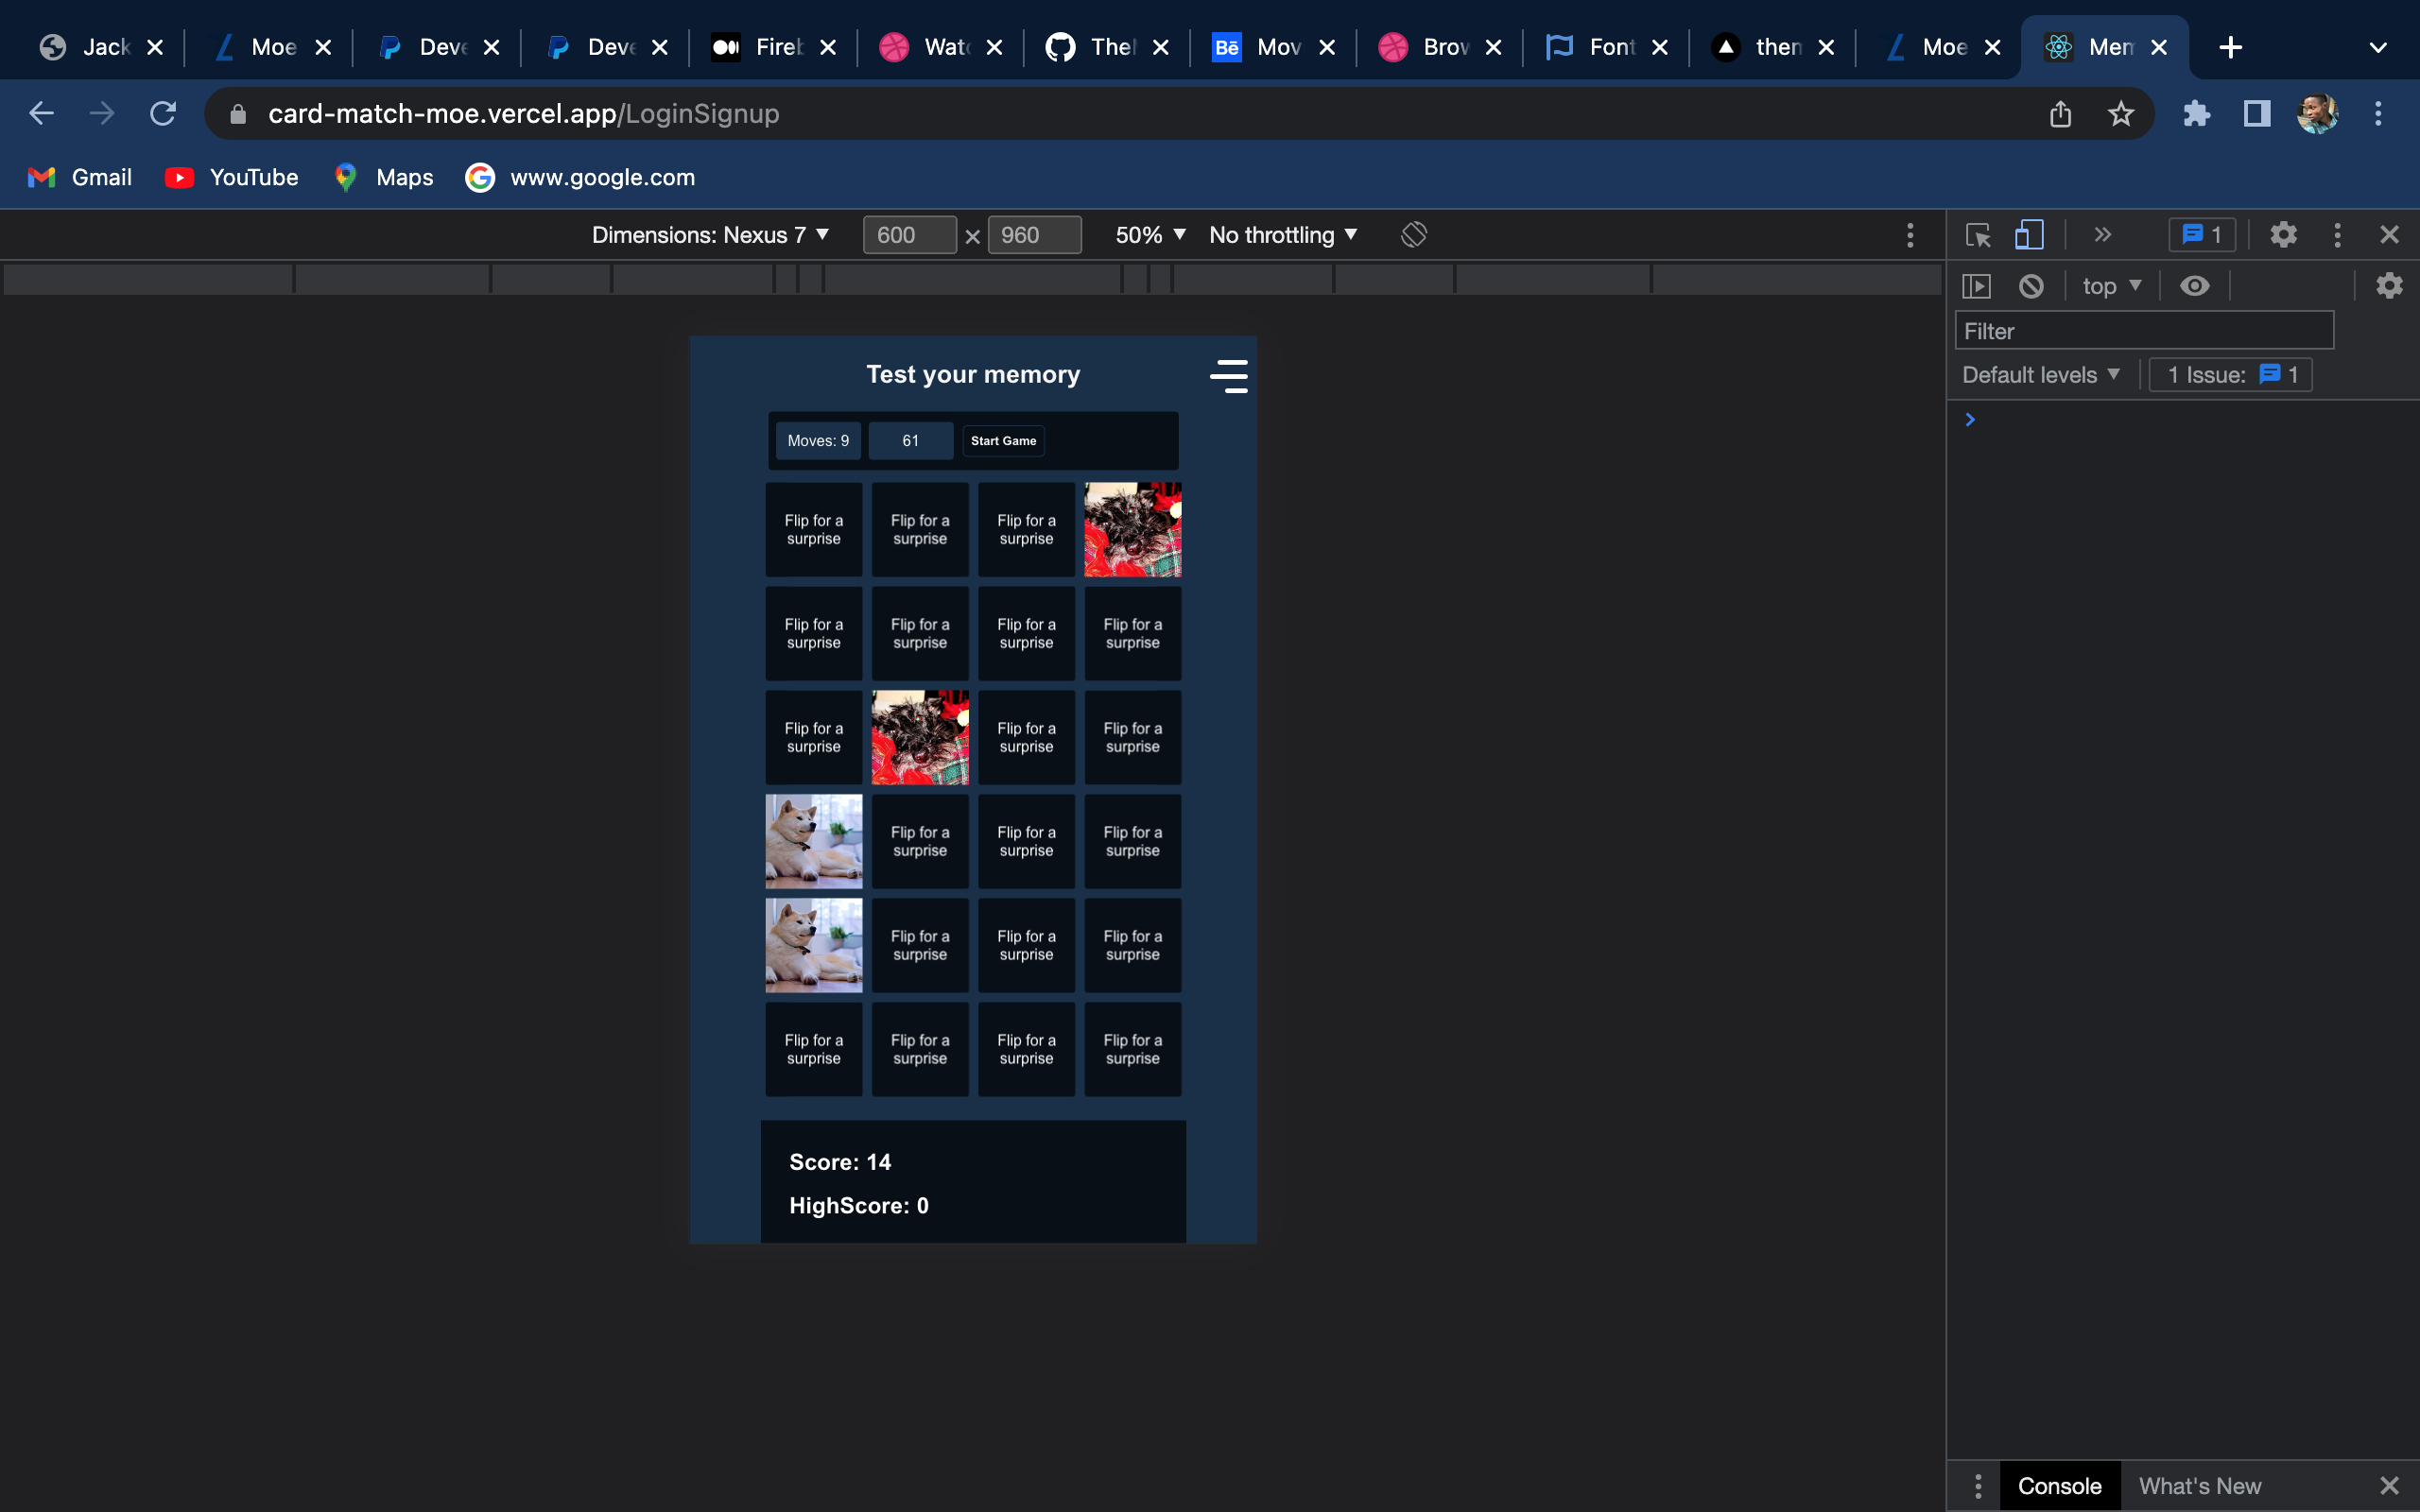 Jack Moe Deve Deve Fireb Watc TheM Bē Mov Brow Font them Moe Mem
card-match-moe.vercel.app/LoginSignup
Gmail YouTube Maps www.google.com
Dimensions: Nexus 7 600 × 960 50% No throttling 1
top
Filter
Default levels 1 Issue: 1
Test your memory
Moves: 9 61 Start Game
Flip for a Flip for a Flip for a
surprise surprise surprise
Flip for a Flip for a Flip for a Flip for a
surprise surprise surprise surprise
Flip for a Flip for a Flip for a
surprise surprise surprise
Flip for a Flip for a Flip for a
surprise surprise surprise
Flip for a Flip for a Flip for a
surprise surprise surprise
Flip for a Flip for a Flip for a Flip for a
surprise surprise surprise surprise
Score: 14
HighScore: 0
Console What's New